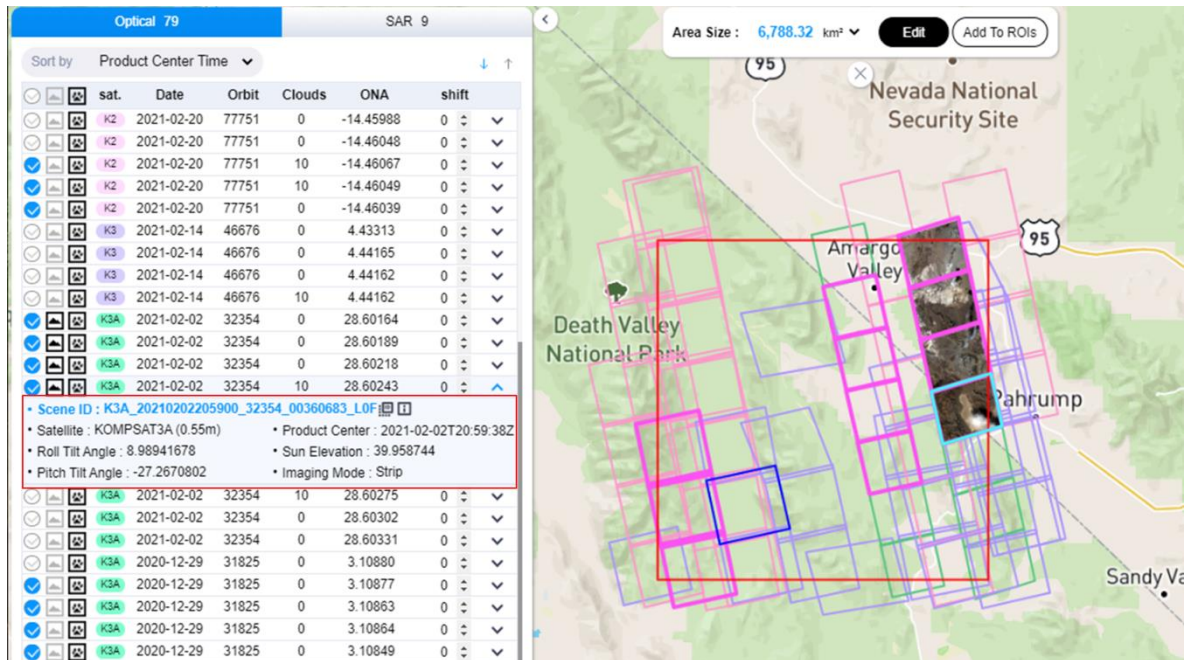 Optical 79
SAR 9
Sort by Product Center Time
sat. Date Orbit Clouds ONA shift
K2 2021-02-20 77751 0 -14.45988 0
K2 2021-02-20 77751 0 -14.46048 0
K2 2021-02-20 77751 10 -14.46067 0
K2 2021-02-20 77751 10 -14.46049 0
K2 2021-02-20 77751 0 -14.46039 0
K3 2021-02-14 46676 0 4.43313 0
K3 2021-02-14 46676 0 4.44165 0
K3 2021-02-14 46676 0 4.44162 0
K3 2021-02-14 46676 10 4.44162 0
K3A 2021-02-02 32354 0 28.60164 0
K3A 2021-02-02 32354 0 28.60189 0
K3A 2021-02-02 32354 0 28.60218 0
K3A 2021-02-02 32354 10 28.60243 0
• Scene ID : K3A_20210202205900_32354_00360683_L0F
• Satellite : KOMPSAT3A (0.55m) • Product Center : 2021-02-02T20:59:38Z
• Roll Tilt Angle : 8.98941678 • Sun Elevation : 39.958744
• Pitch Tilt Angle : -27.2670802 • Imaging Mode : Strip
K3A 2021-02-02 32354 10 28.60275 0
K3A 2021-02-02 32354 0 28.60302 0
K3A 2021-02-02 32354 0 28.60331 0
K3A 2020-12-29 31825 0 3.10880 0
K3A 2020-12-29 31825 0 3.10877 0
K3A 2020-12-29 31825 0 3.10863 0
K3A 2020-12-29 31825 0 3.10864 0
K3A 2020-12-29 31825 0 3.10849 0
Area Size : 6,788.32 km² Edit Add To ROIs
95
Nevada National
Security Site
95
Amargo
Valley
Death Valley
National Park
Pahrump
Sandy Va